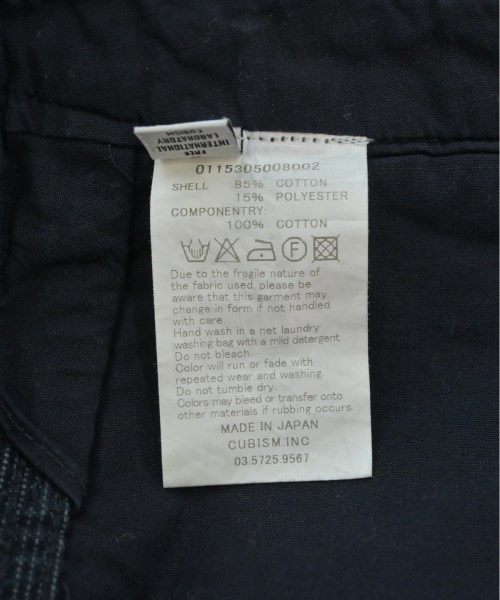 FREE
INTERNATIONAL
LABORATORY
CUBISM
0115305008002
SHELL 85% COTTON
15% POLYESTER
COMPONENTRY:
100% COTTON
F
Due to the fragile nature of
the fabric used, please be
aware that this garment may
change in form if not handled
with care.
Hand wash in a net laundry
washing bag with a mild detergent.
Do not bleach.
Color will run or fade with
repeated wear and washing
Do not tumble dry.
Colors may bleed or transfer onto
other materials if rubbing occurs.
MADE IN JAPAN
CUBISM INC
03.5725.9567